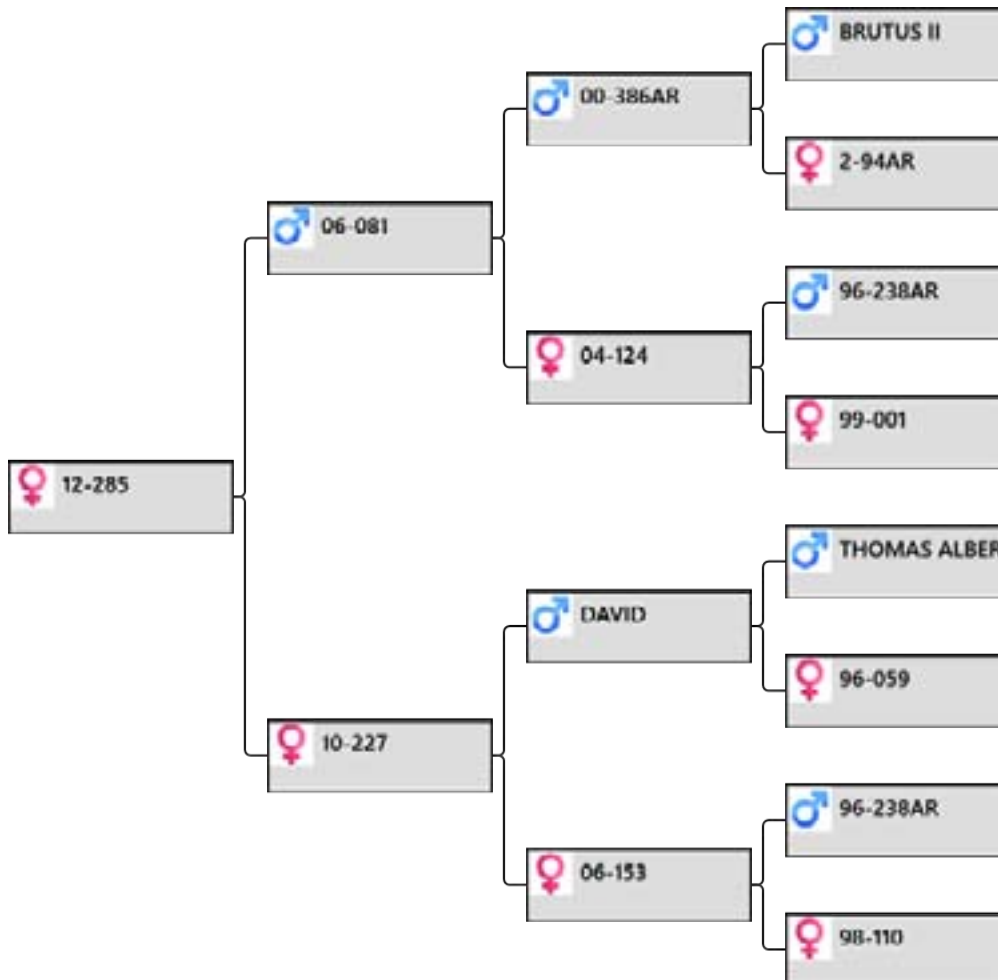 BRUTUS II
00-386AR
2-94AR
06-081
96-238AR
04-124
99-001
12-285
THOMAS ALBER
DAVID
96-059
10-227
96-238AR
06-153
98-110